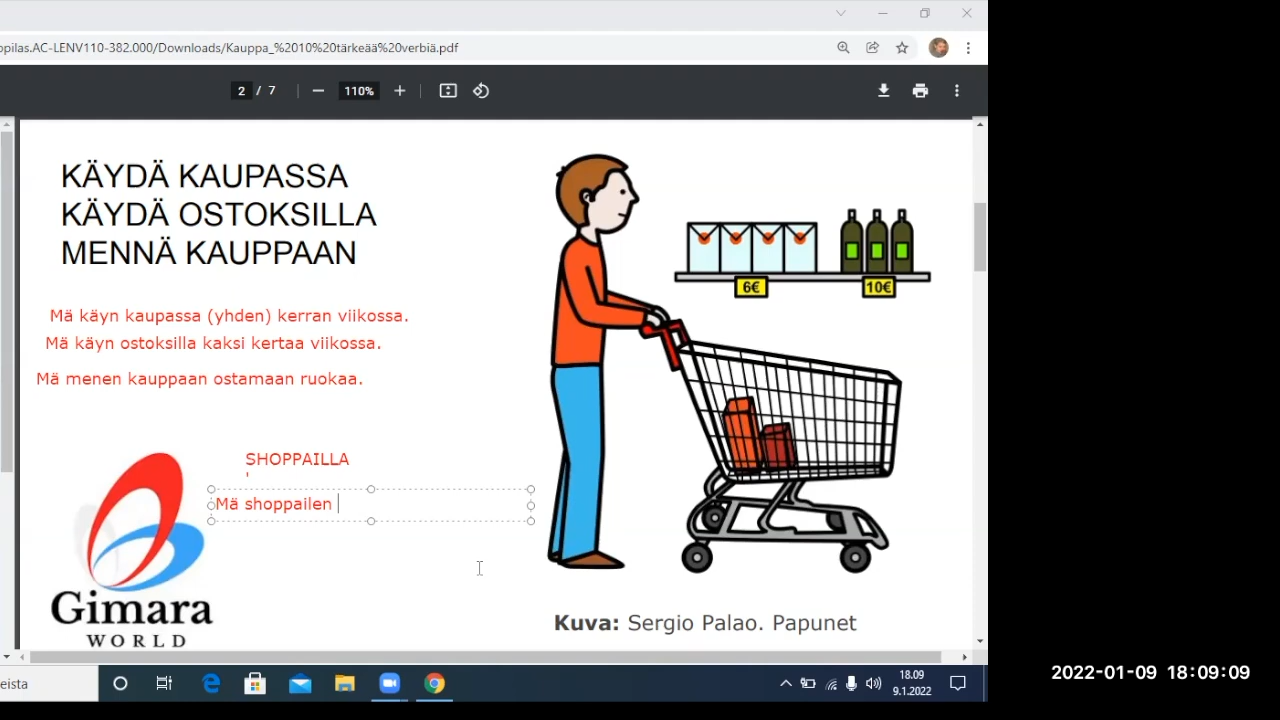 opilas.AC-LENV110-382.000/Downloads/Kauppa_%2010%20tärkeää%20verbiä.pdf
2 / 7
110%
KÄYDÄ KAUPASSA
KÄYDÄ OSTOKSILLA
MENNÄ KAUPPAAN
6€
10€
Mä käyn kaupassa (yhden) kerran viikossa.
Mä käyn ostoksilla kaksi kertaa viikossa.
Mä menen kauppaan ostamaan ruokaa.
SHOPPAILLA
'
Mä shoppailen
Gimara
WORLD
Kuva: Sergio Palao. Papunet
eista
18.09
9.1.2022
2022-01-09 18:09:09